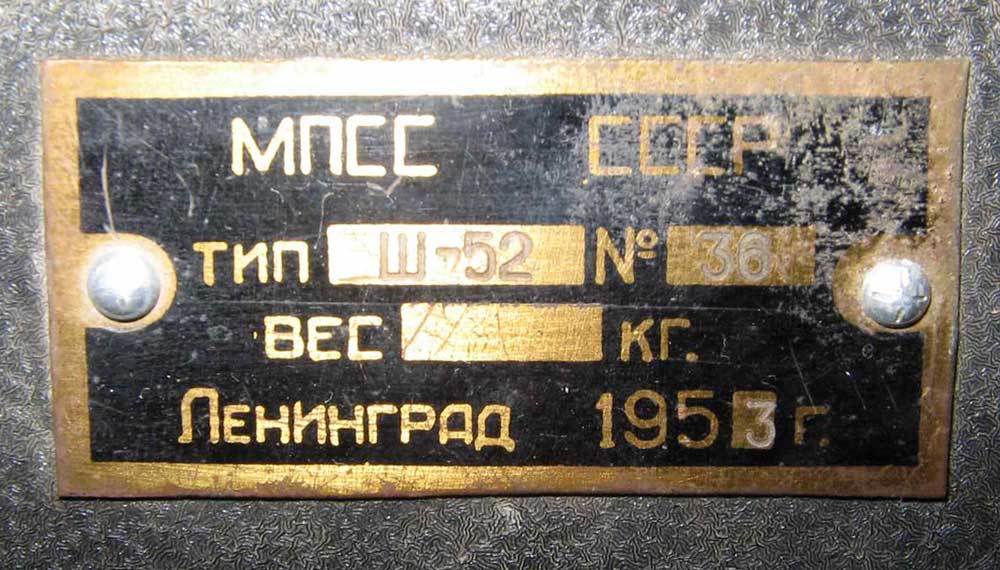 МПСС СССР
ТИП Ш-52 № 36
ВЕС КГ.
ЛЕНИНГРАД 1953 Г.